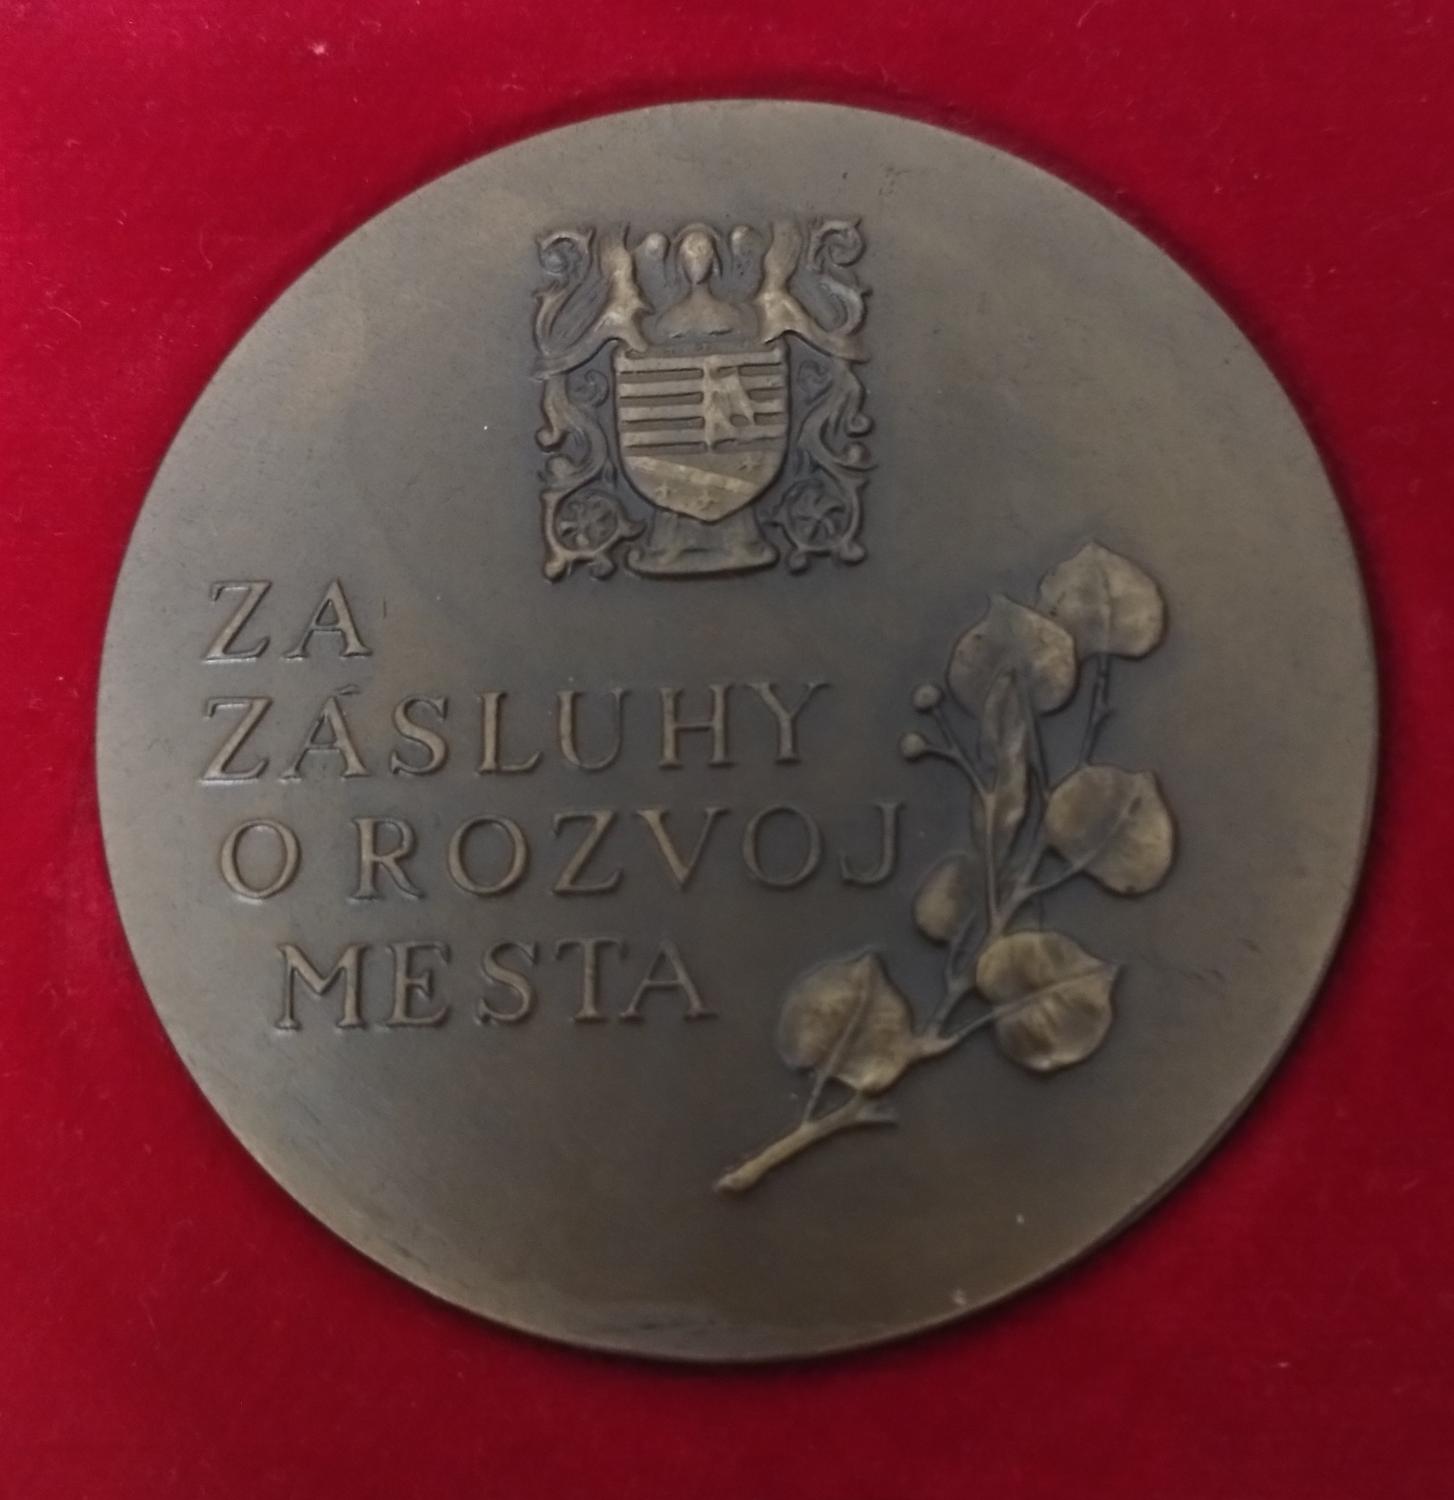 ZA
ZÁSLUHY
O ROZVOJ
MESTA